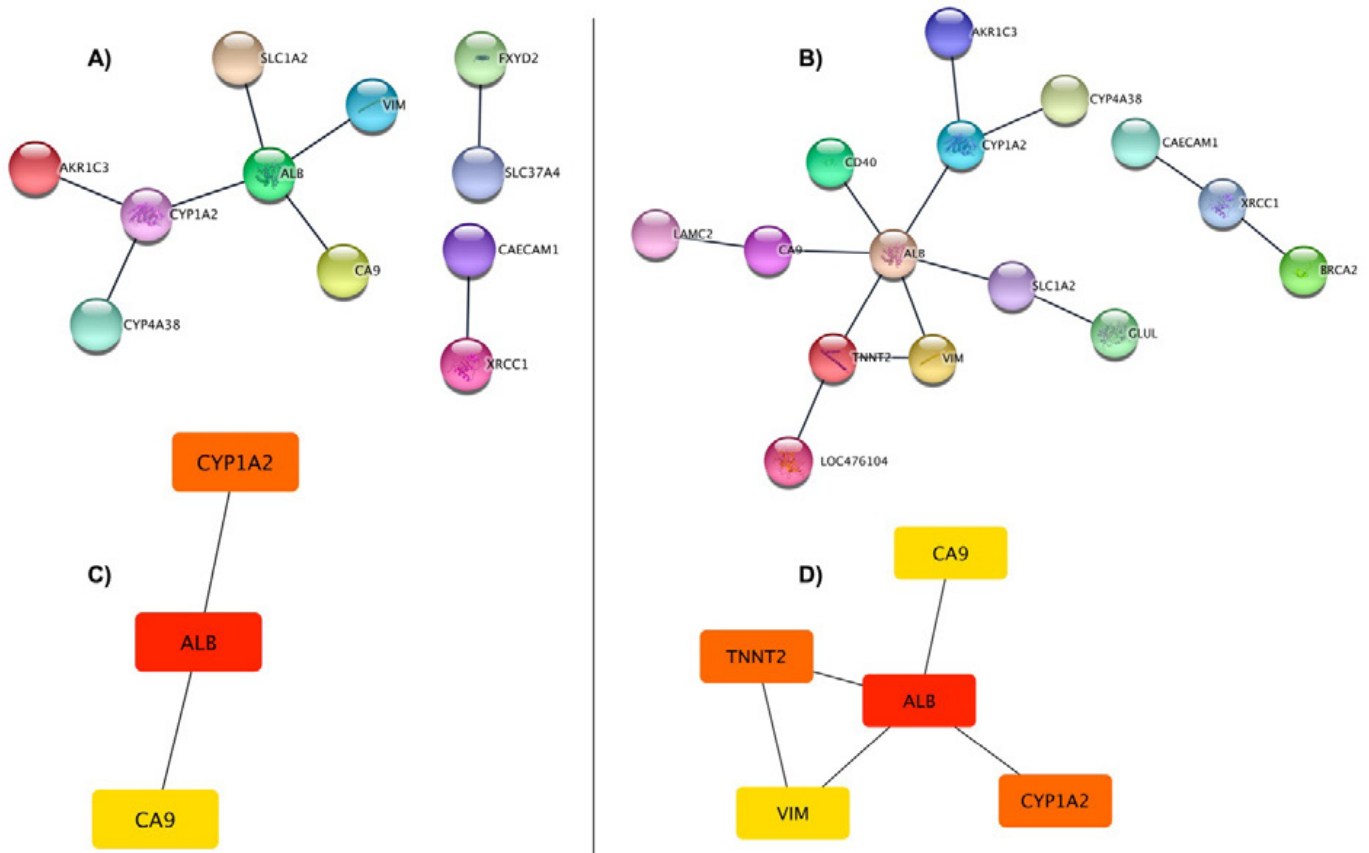 A)
SLC1A2
VIM
AKR1C3
ALB
CYP1A2
CA9
CYP4A38
FXYD2
SLC37A4
CAECAM1
XRCC1
B)
AKR1C3
CYP4A38
CD40
CYP1A2
CAECAM1
XRCC1
BRCA2
LAMC2
CA9
ALB
SLC1A2
GLUL
TNNT2
VIM
LOC476104
C)
CYP1A2
ALB
CA9
D)
CA9
TNNT2
ALB
VIM
CYP1A2